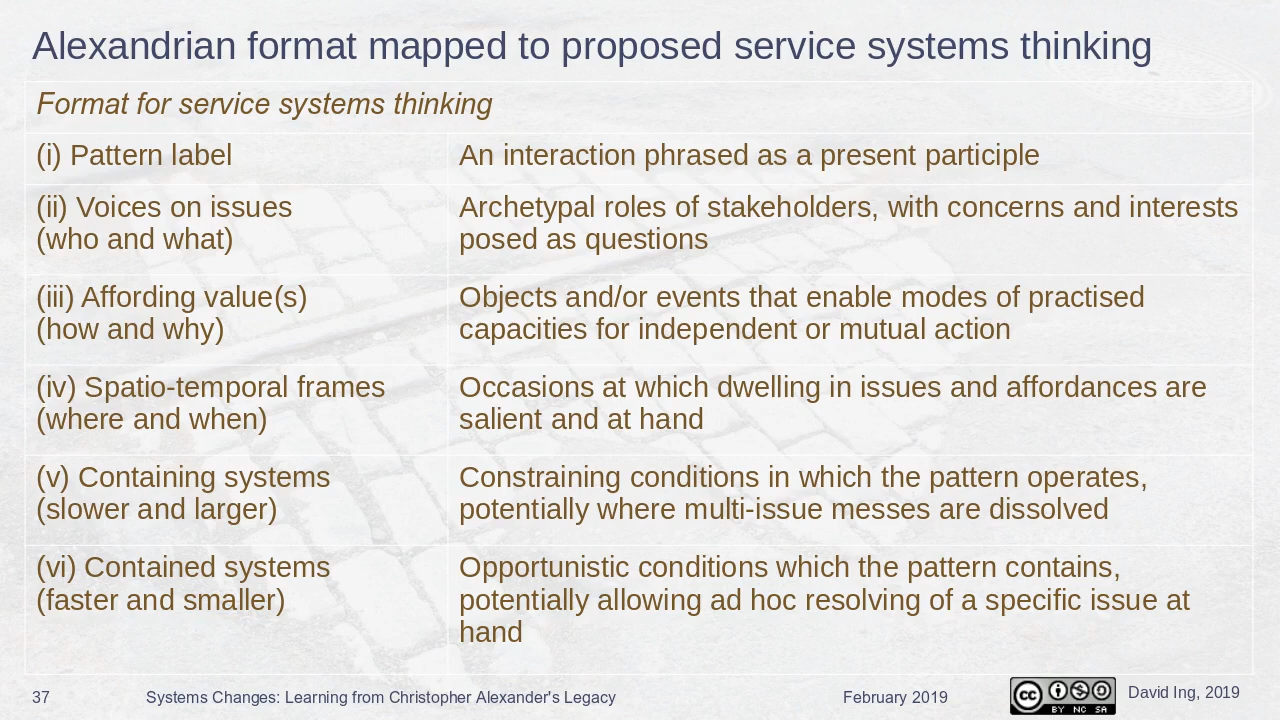 Alexandrian format mapped to proposed service systems thinking
Format for service systems thinking
(i) Pattern label
An interaction phrased as a present participle
(ii) Voices on issues
(who and what)
Archetypal roles of stakeholders, with concerns and interests
posed as questions
(iii) Affording value(s)
(how and why)
Objects and/or events that enable modes of practised
capacities for independent or mutual action
(iv) Spatio-temporal frames
(where and when)
Occasions at which dwelling in issues and affordances are
salient and at hand
(v) Containing systems
(slower and larger)
Constraining conditions in which the pattern operates,
potentially where multi-issue messes are dissolved
(vi) Contained systems
(faster and smaller)
Opportunistic conditions which the pattern contains,
potentially allowing ad hoc resolving of a specific issue at
hand
37
Systems Changes: Learning from Christopher Alexander's Legacy
February 2019
cc
BY NC SA
David Ing, 2019